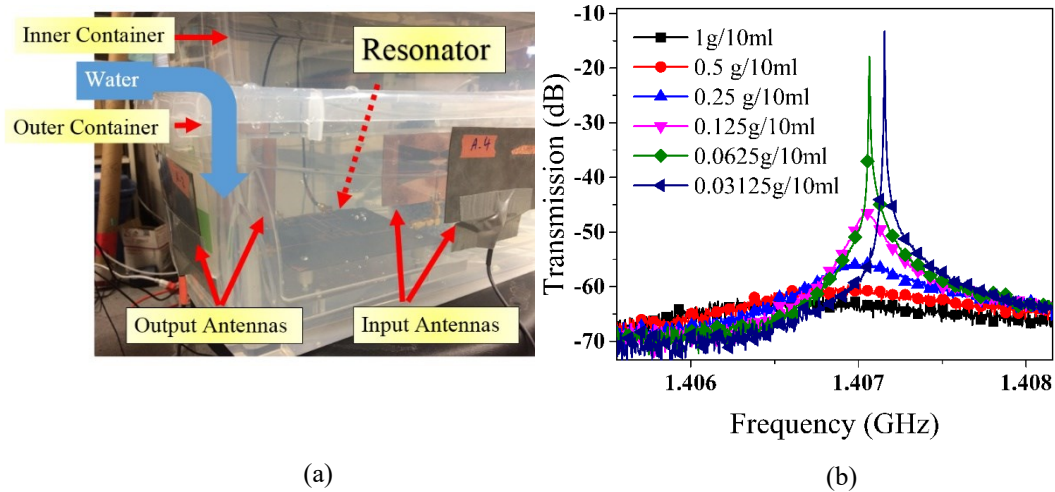 Inner Container
Resonator
Water
Outer Container
A.4
Output Antennas
Input Antennas
(a)
-10
-20
-30
-40
-50
-60
-70
Transmission (dB)
1g/10ml
0.5 g/10ml
0.25 g/10ml
0.125g/10ml
0.0625g/10ml
0.03125g/10ml
1.406
1.407
1.408
Frequency (GHz)
(b)